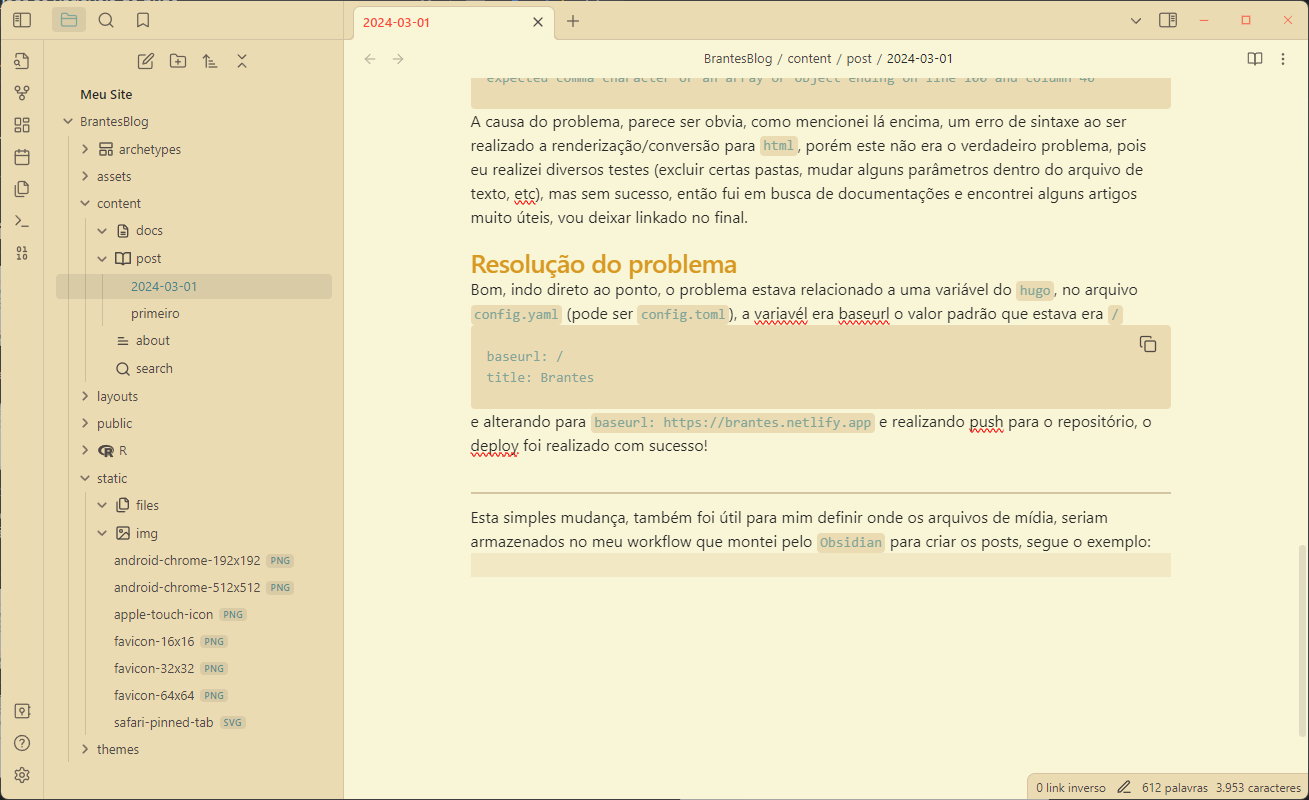 2024-03-01
BrantesBlog / content / post / 2024-03-01
Meu Site
BrantesBlog
archetypes
assets
content
docs
post
2024-03-01
primeiro
about
search
layouts
public
R
static
files
img
android-chrome-192x192 PNG
android-chrome-512x512 PNG
apple-touch-icon PNG
favicon-16x16 PNG
favicon-32x32 PNG
favicon-64x64 PNG
safari-pinned-tab SVG
themes
expected comma character or an array or object ending on line 160 and column 40
A causa do problema, parece ser obvia, como mencionei lá encima, um erro de sintaxe ao ser
realizado a renderização/conversão para html, porém este não era o verdadeiro problema, pois
eu realizei diversos testes (excluir certas pastas, mudar alguns parâmetros dentro do arquivo de
texto, etc), mas sem sucesso, então fui em busca de documentações e encontrei alguns artigos
muito úteis, vou deixar linkado no final.
Resolução do problema
Bom, indo direto ao ponto, o problema estava relacionado a uma variável do hugo, no arquivo
config.yaml (pode ser config.toml), a variavél era baseurl o valor padrão que estava era /
baseurl: /
title: Brantes
e alterando para baseurl: https://brantes.netlify.app e realizando push para o repositório, o
deploy foi realizado com sucesso!
Esta simples mudança, também foi útil para mim definir onde os arquivos de mídia, seriam
armazenados no meu workflow que montei pelo Obsidian para criar os posts, segue o exemplo:
0 link inverso 612 palavras 3.953 caracteres